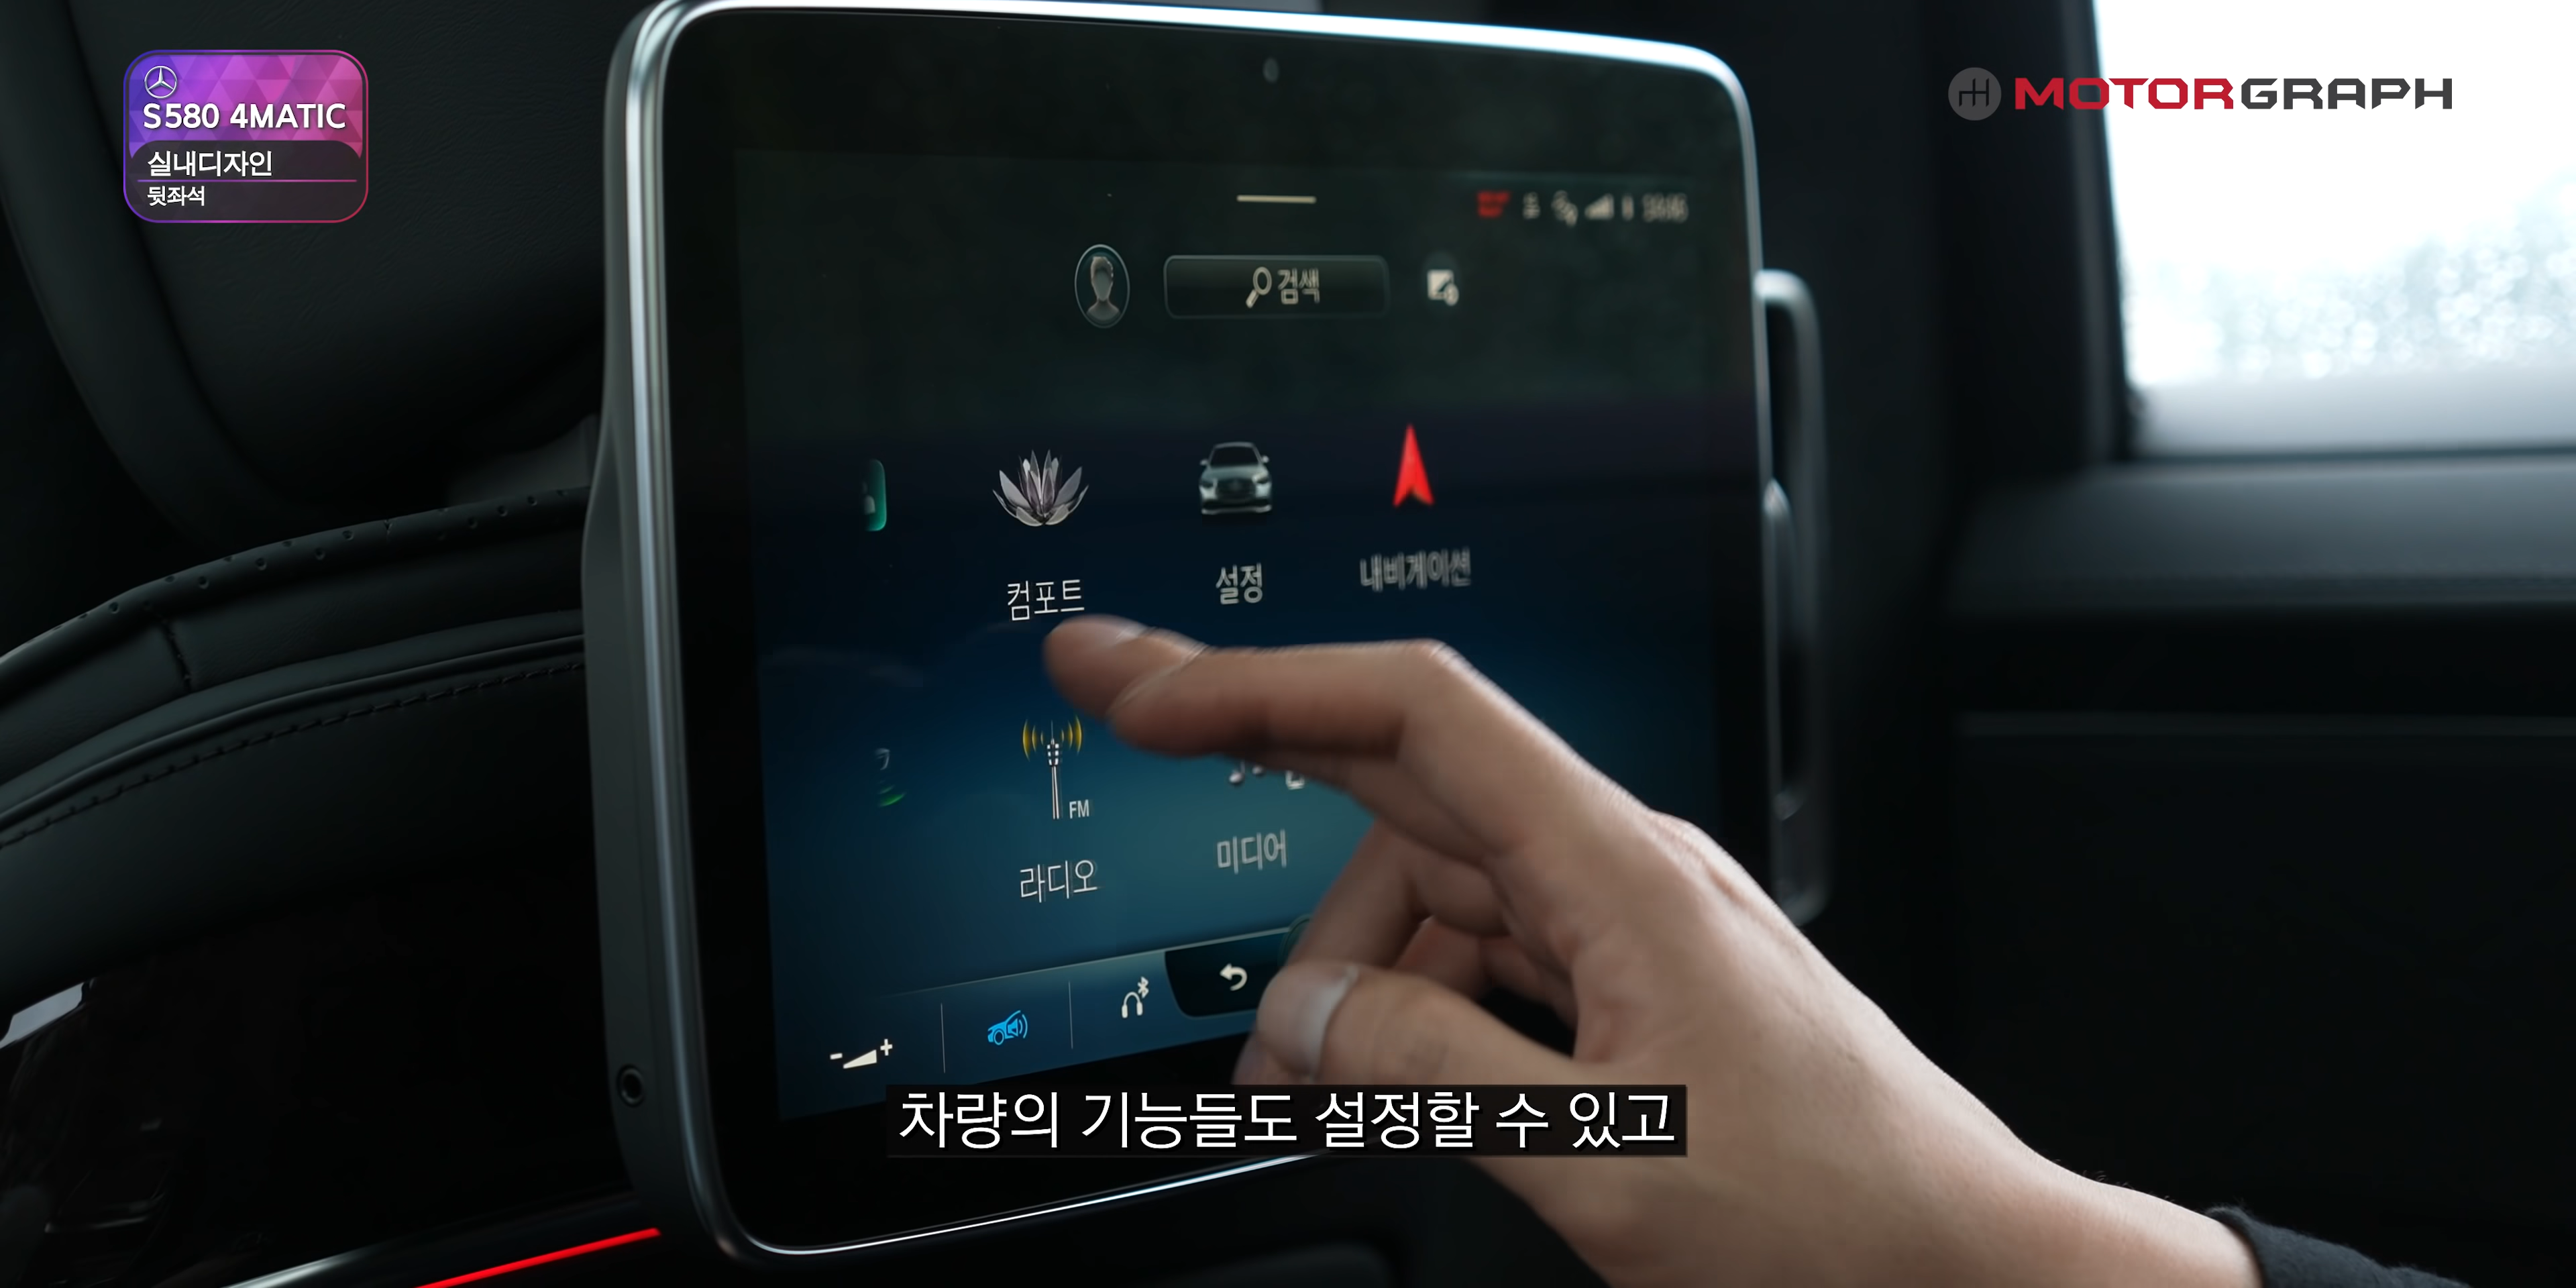 S580 4MATIC
실내디자인
뒷좌석
MOTORGRAPH
검색
컴포트
설정
내비게이션
FM
라디오
미디어
차량의 기능들도 설정할 수 있고